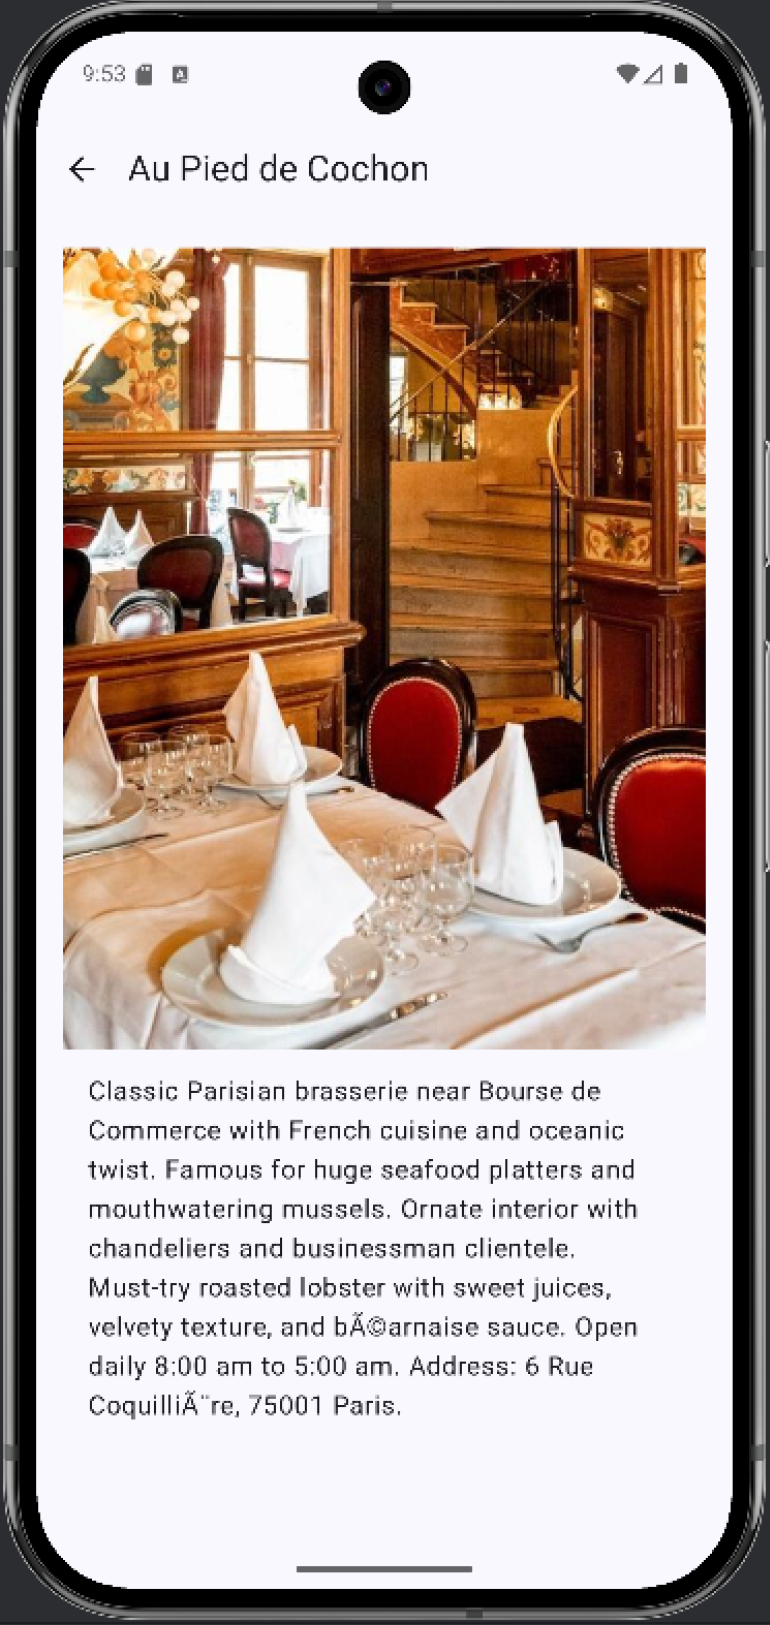 9:53
Au Pied de Cochon
Classic Parisian brasserie near Bourse de
Commerce with French cuisine and oceanic
twist. Famous for huge seafood platters and
mouthwatering mussels. Ornate interior with
chandeliers and businessman clientele.
Must-try roasted lobster with sweet juices,
velvety texture, and bÃ©arnaise sauce. Open
daily 8:00 am to 5:00 am. Address: 6 Rue
CoquilliÃ¨re, 75001 Paris.